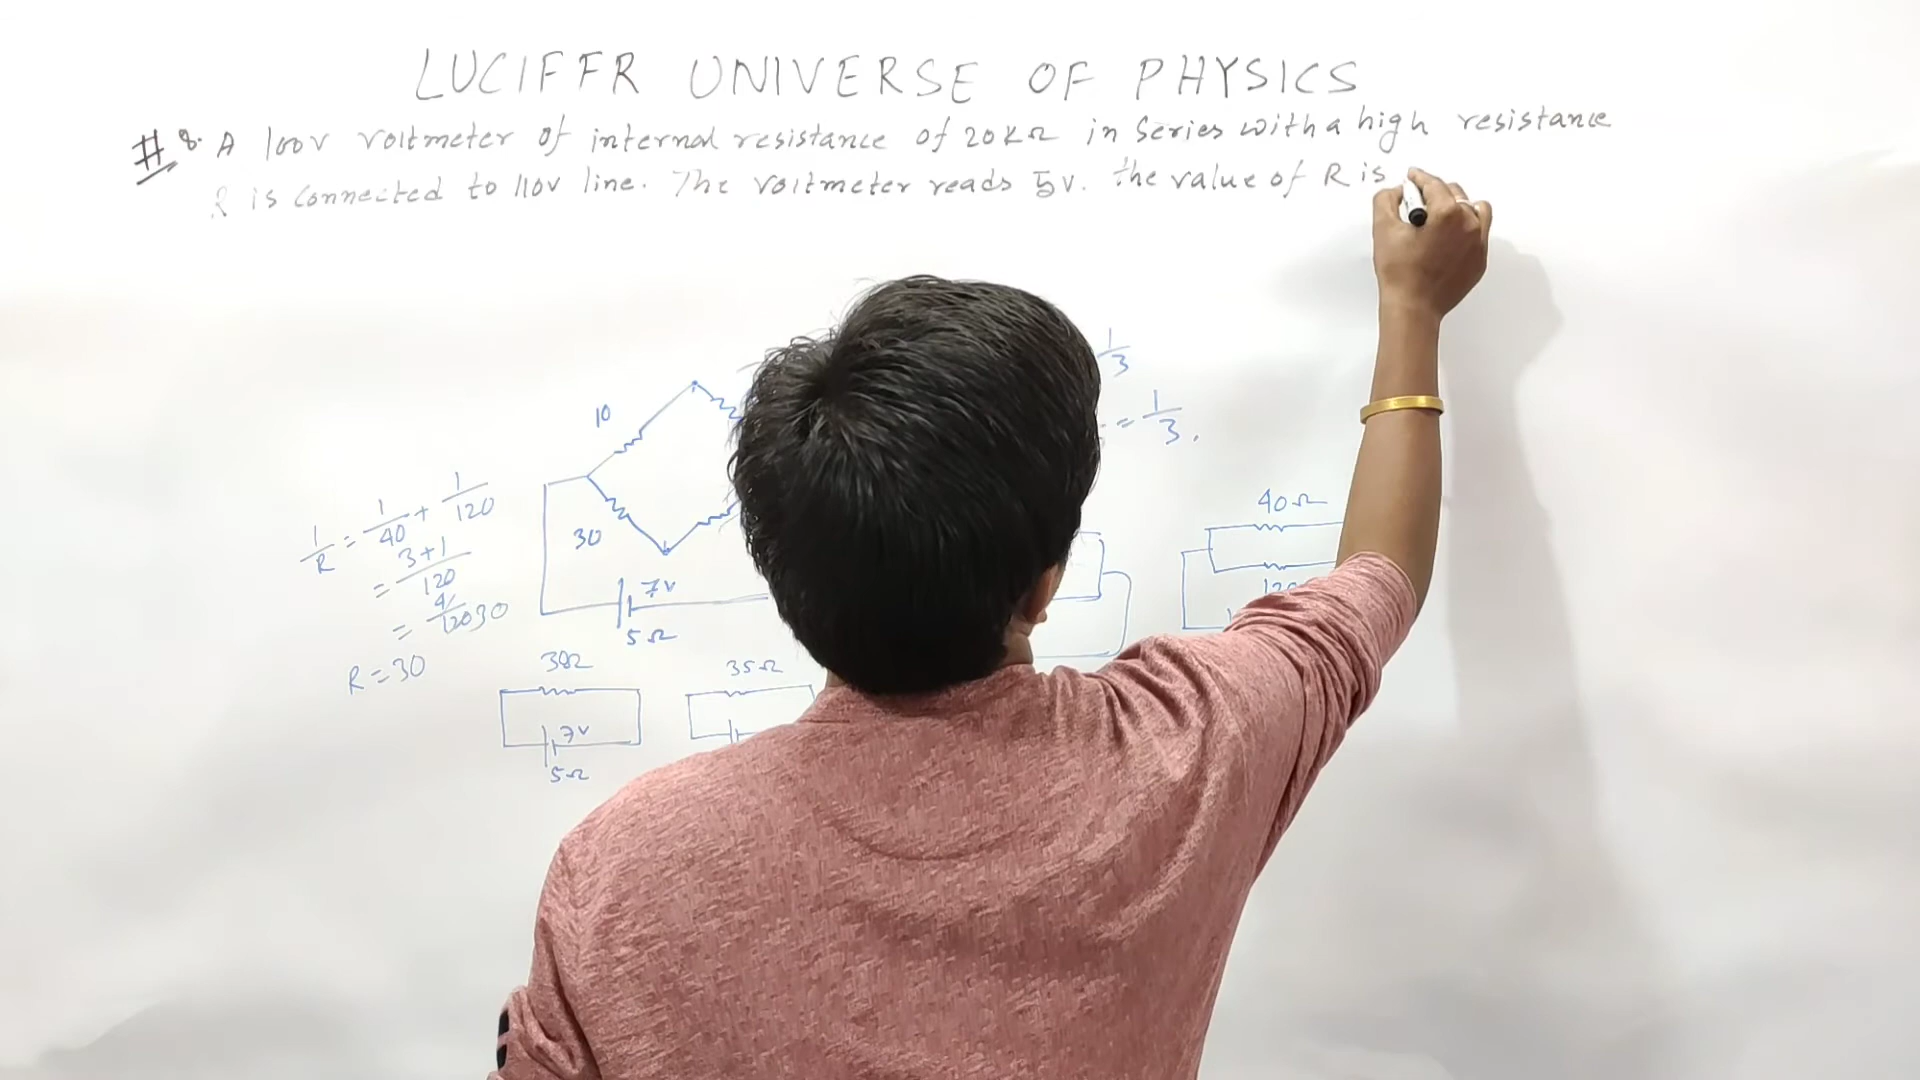 LUCIFFR UNIVERSE OF PHYSICS
# 8. A 100V voltmeter of internal resistance of 20KΩ in series with a high resistance
R is connected to 110V line. The voltmeter reads 5V. the value of R is
10
30
7V
5Ω
1/R = 1/40 + 1/120
= 3+1/120
= 4/120 30
R = 30
30Ω
7V
5Ω
35Ω
1/3
= 1/3.
40Ω